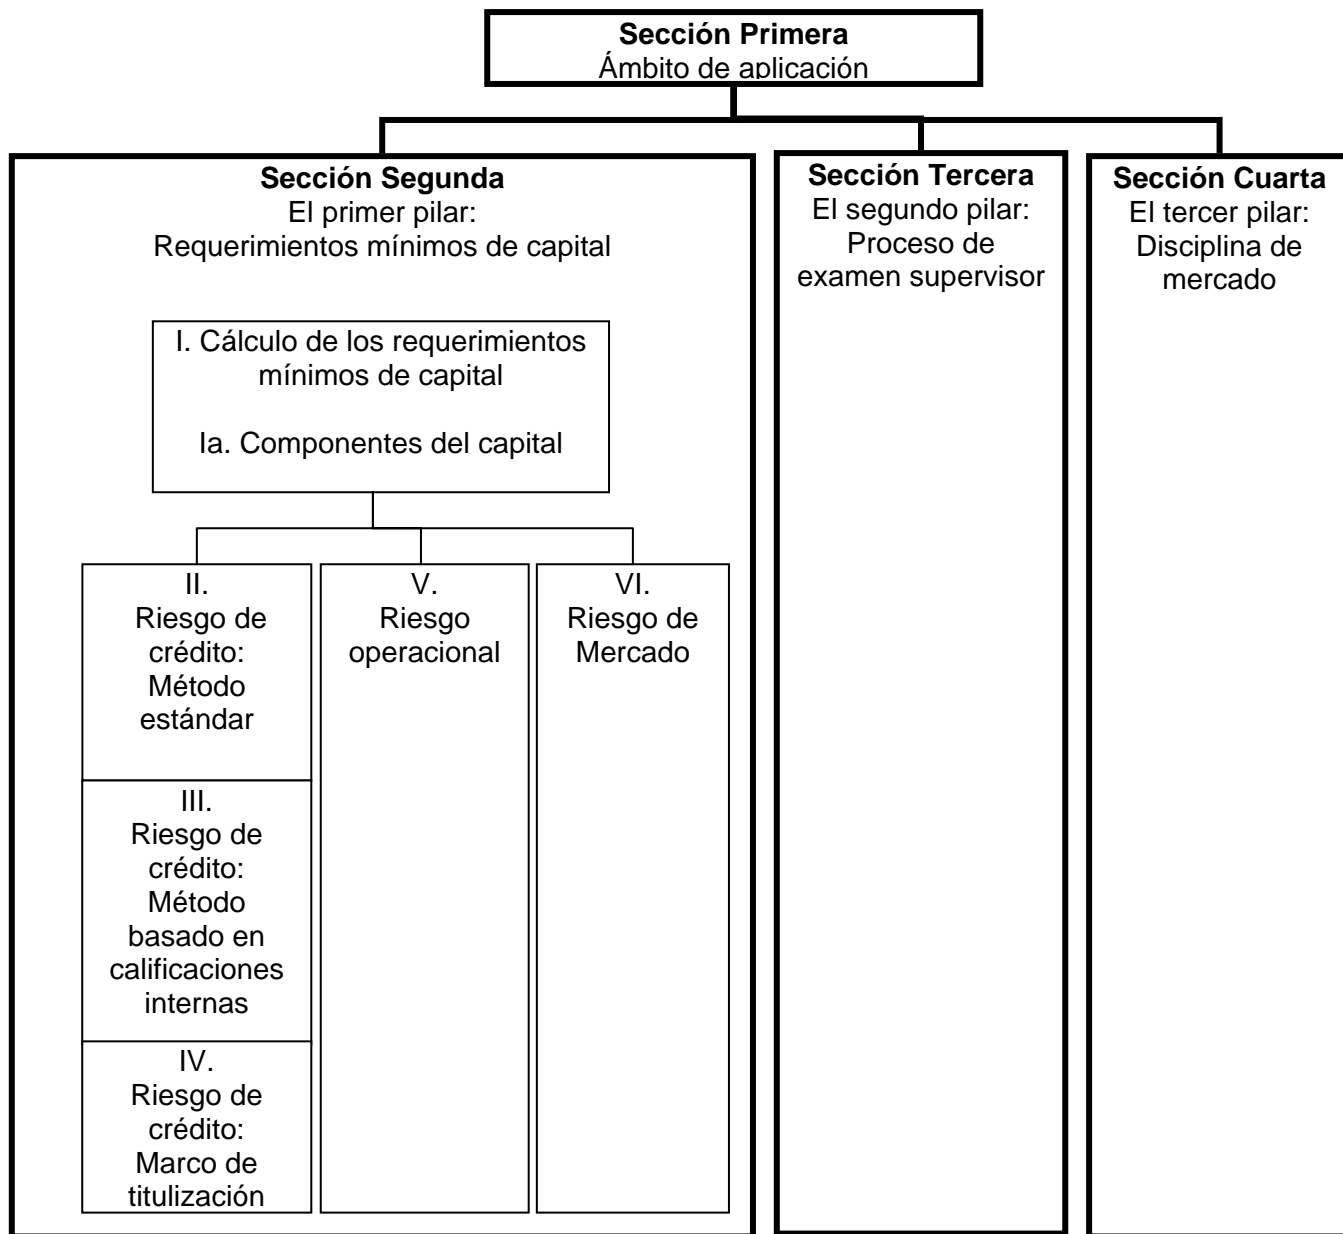 Sección Primera
Ámbito de aplicación
Sección Segunda
El primer pilar:
Requerimientos mínimos de capital
I. Cálculo de los requerimientos
mínimos de capital
Ia. Componentes del capital
II.
Riesgo de
crédito:
Método
estándar
III.
Riesgo de
crédito:
Método
basado en
calificaciones
internas
IV.
Riesgo de
crédito:
Marco de
titulización
V.
Riesgo
operacional
VI.
Riesgo de
Mercado
Sección Tercera
El segundo pilar:
Proceso de
examen supervisor
Sección Cuarta
El tercer pilar:
Disciplina de
mercado